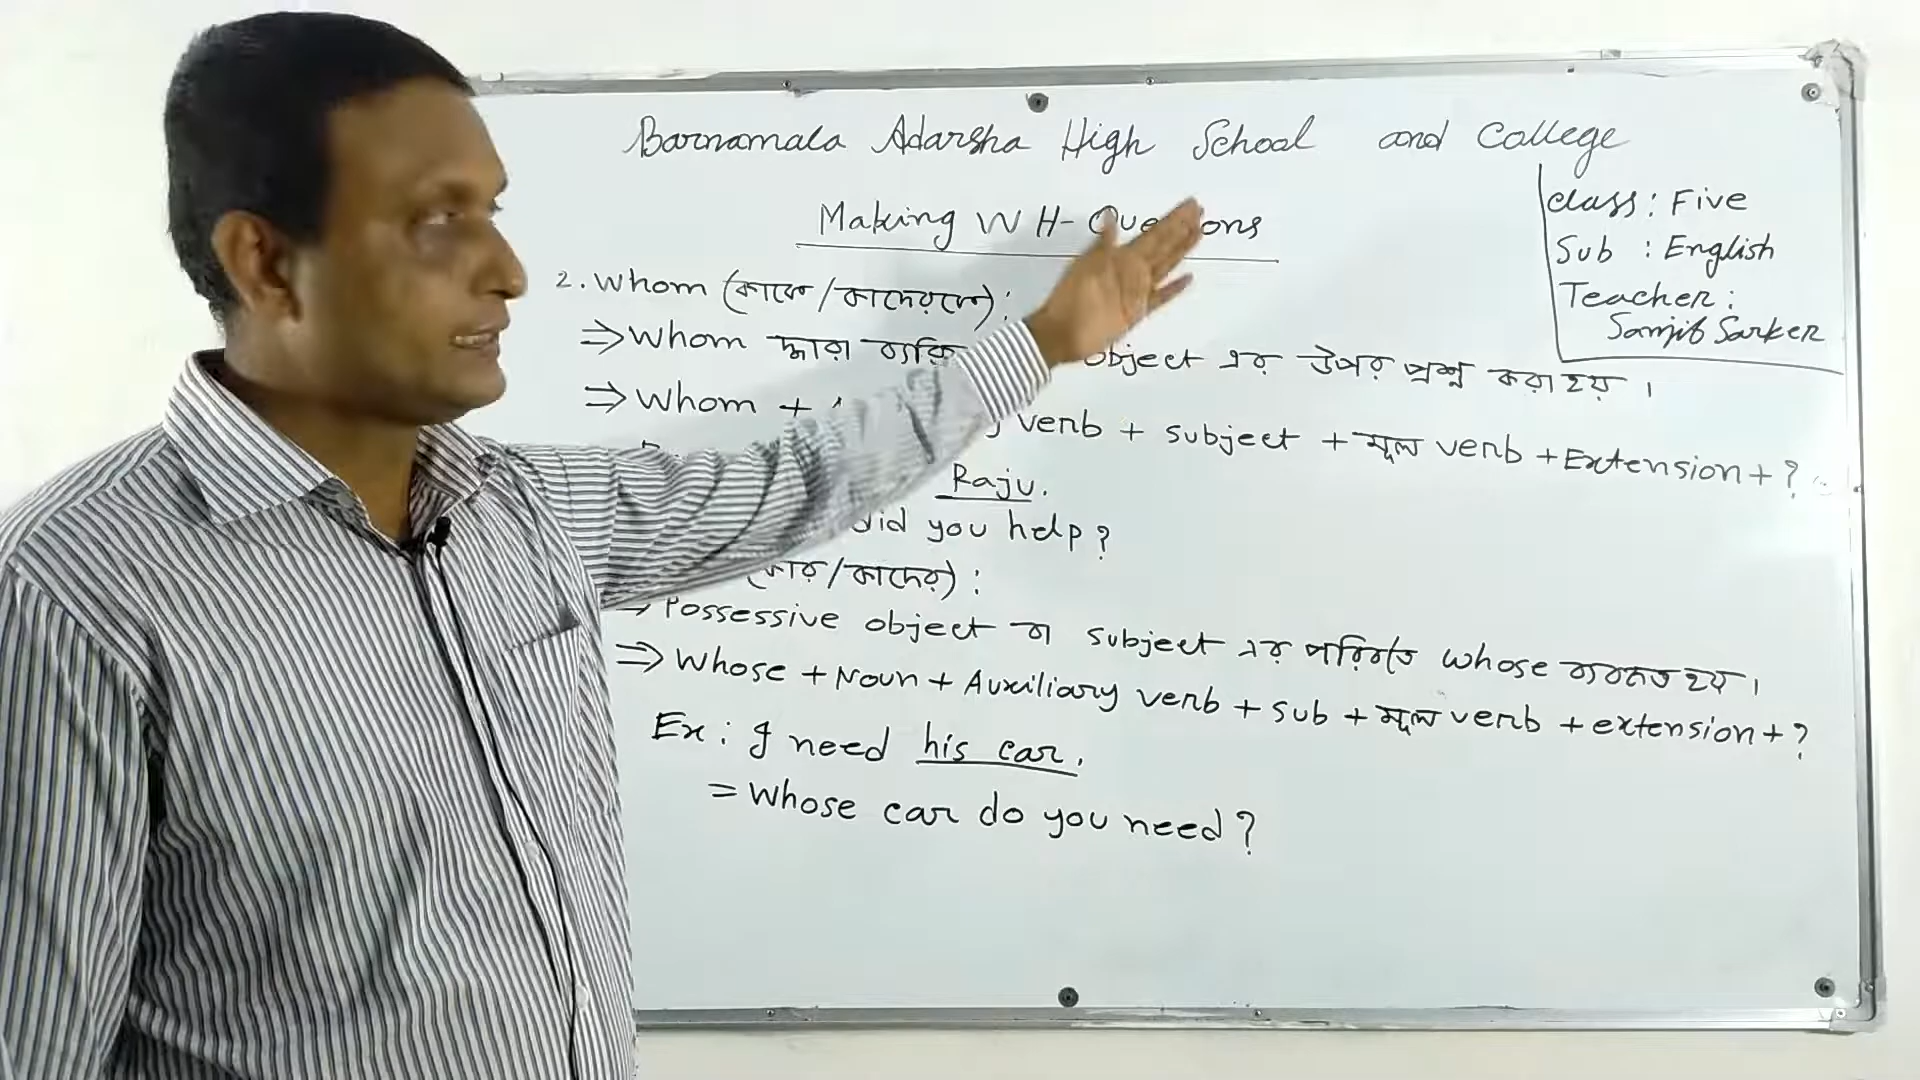 Barnamala Adarsha High School and College
Making WH-Questions
class: Five
Sub : English
Teacher:
Sanjib Sarker
2. Whom (কাকে/কাদেরকে):
⇒ Whom দ্বারা ব্যক্তি object এর উপর প্রশ্ন করা হয়।
⇒ Whom + verb + subject + মূল verb + Extension + ?
Raju.
did you help?
(কার/কাদের):
⇒ Possessive object বা subject এর পরিবর্তে whose ব্যবহৃত হয়।
⇒ Whose + Noun + Auxiliary verb + sub + মূল verb + extension + ?
Ex: I need his car.
= Whose car do you need?